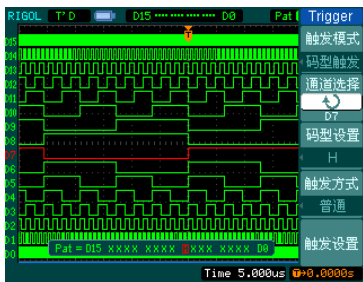 RIGOL T'D D15 ---- ---- ---- ---- D0 Pat
Trigger
触发模式
码型触发
通道选择
D7
码型设置
H
触发方式
普通
触发设置
D15
D14
D13
D12
D11
D10
D9
D8
D7
D6
D5
D4
D3
D2
D1
D0
Pat = D15 XXXX XXXX HXXX XXXX D0
Time 5.000us 0.0000s